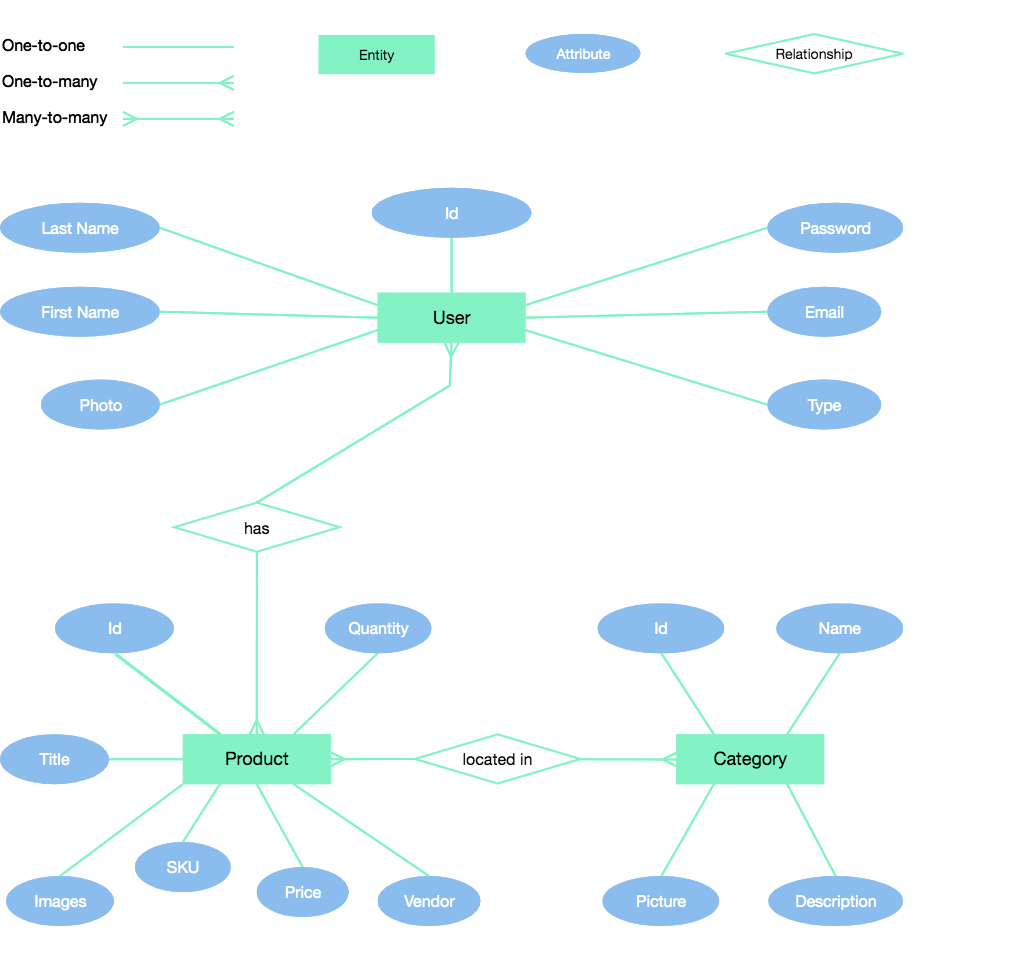 One-to-one
Entity
Attribute
Relationship
One-to-many
Many-to-many
Id
Last Name
Password
First Name
User
Email
Photo
Type
has
Id
Quantity
Id
Name
Title
Product
located in
Category
SKU
Images
Price
Vendor
Picture
Description